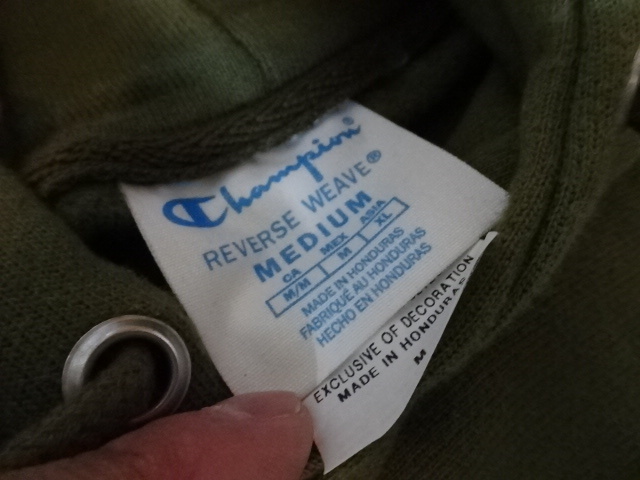 Champion®
REVERSE WEAVE®
MEDIUM
CA MEX ASIA
M/M M XL
MADE IN HONDURAS
FABRIQUÉ AU HONDURAS
HECHO EN HONDURAS
EXCLUSIVE OF DECORATION
MADE IN HONDURAS
M